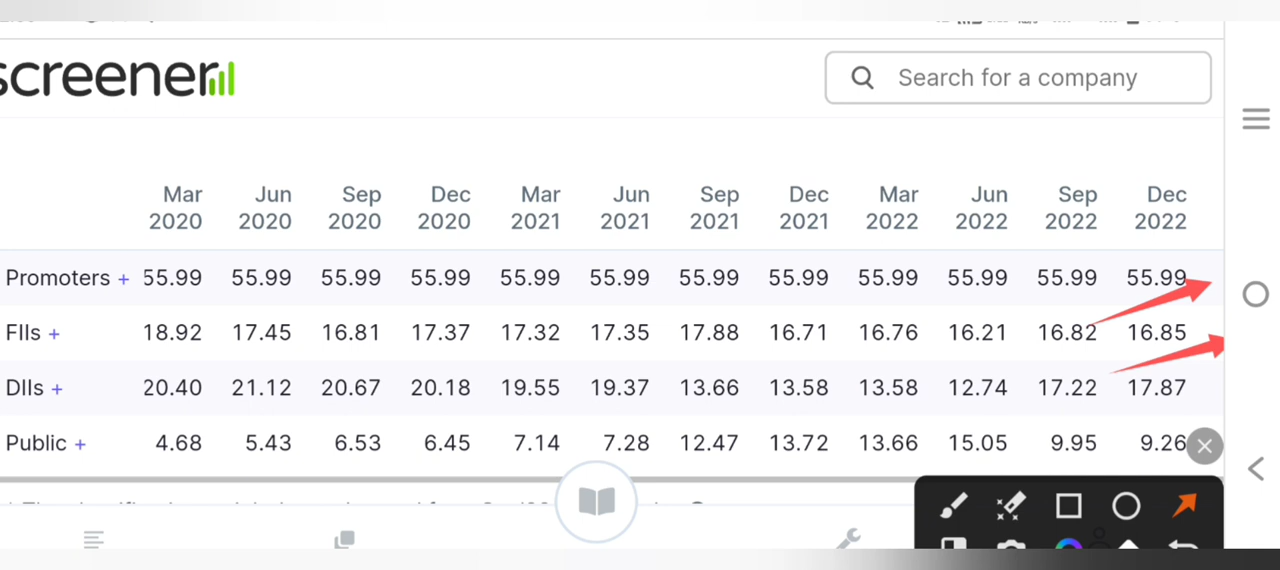 screener
Search for a company
Mar 2020 Jun 2020 Sep 2020 Dec 2020 Mar 2021 Jun 2021 Sep 2021 Dec 2021 Mar 2022 Jun 2022 Sep 2022 Dec 2022
Promoters + 55.99 55.99 55.99 55.99 55.99 55.99 55.99 55.99 55.99 55.99 55.99 55.99
FIIs + 18.92 17.45 16.81 17.37 17.32 17.35 17.88 16.71 16.76 16.21 16.82 16.85
DIIs + 20.40 21.12 20.67 20.18 19.55 19.37 13.66 13.58 13.58 12.74 17.22 17.87
Public + 4.68 5.43 6.53 6.45 7.14 7.28 12.47 13.72 13.66 15.05 9.95 9.26